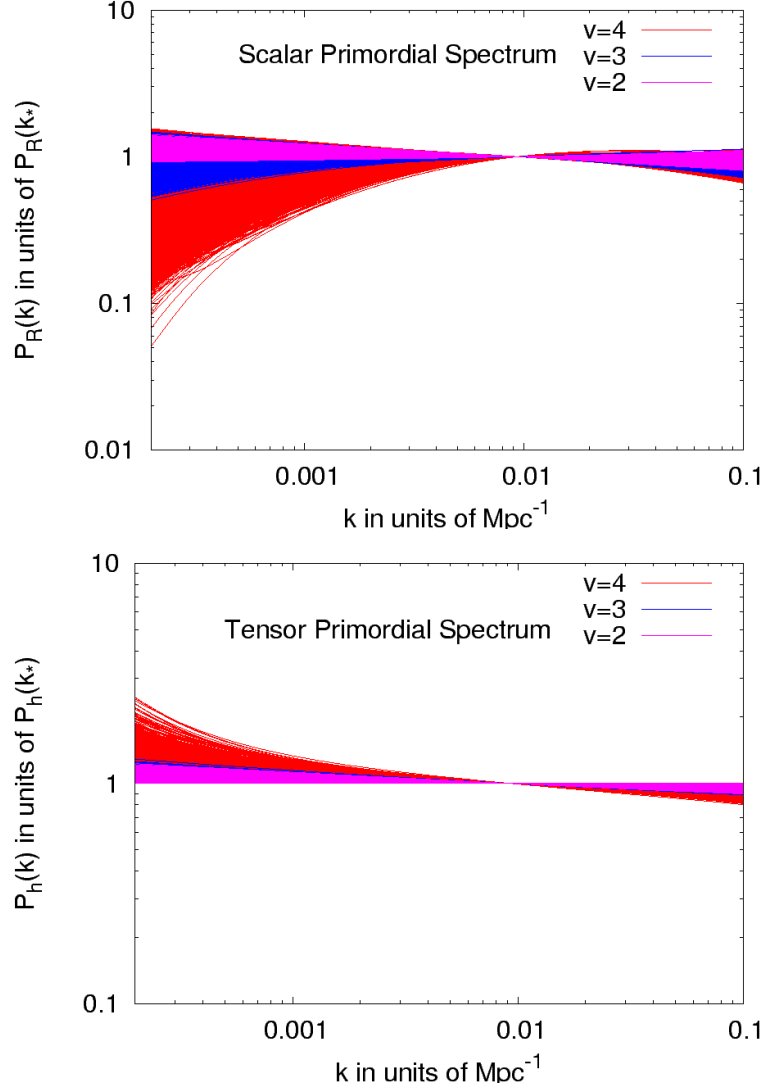 10
Scalar Primordial Spectrum
v=4
v=3
v=2
1
0.1
0.01
P_R(k) in units of P_R(k_*)
0.001
0.01
0.1
k in units of Mpc^-1
10
Tensor Primordial Spectrum
v=4
v=3
v=2
1
0.1
P_h(k) in units of P_h(k_*)
0.001
0.01
0.1
k in units of Mpc^-1